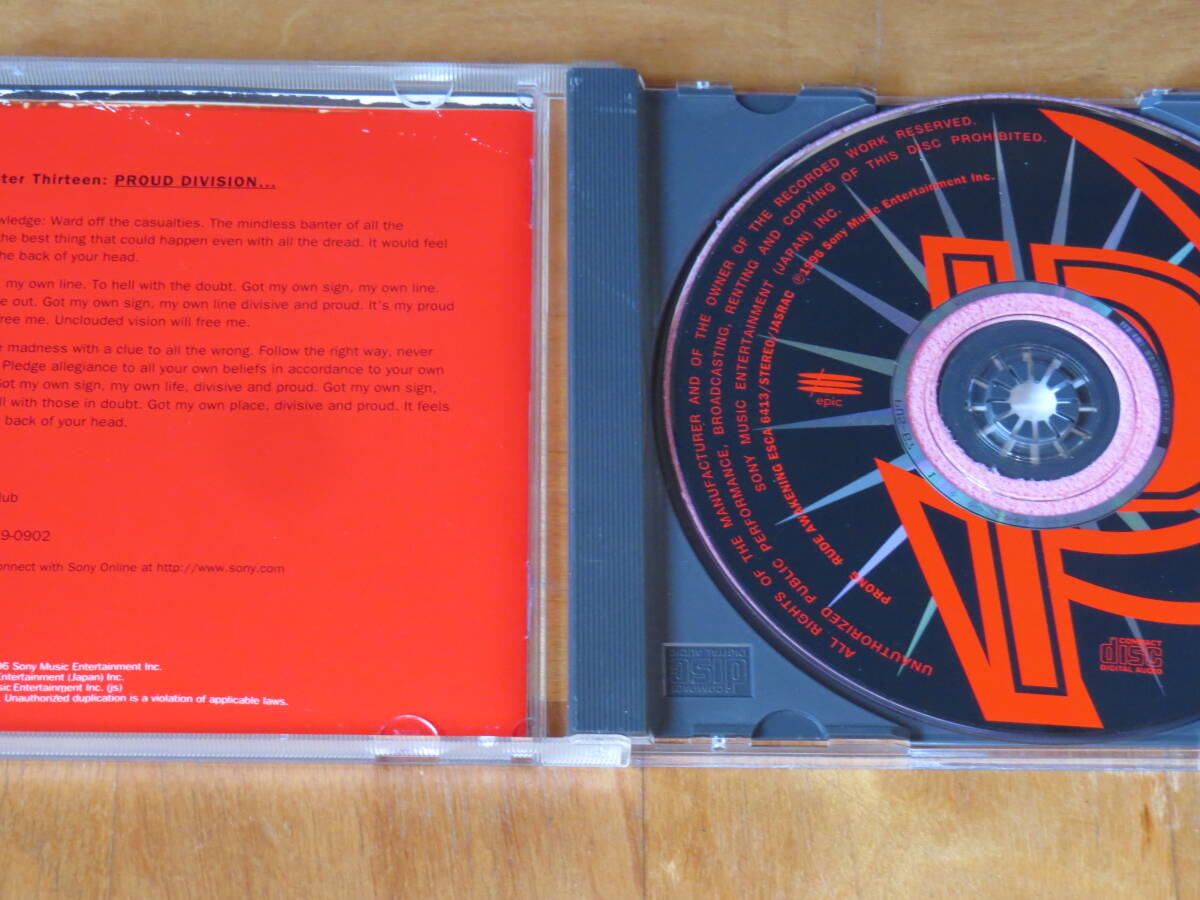 ter Thirteen: PROUD DIVISION...
wledge: Ward off the casualties. The mindless banter of all the
he best thing that could happen even with all the dread. It would feel
he back of your head.
my own line. To hell with the doubt. Got my own sign, my own line.
e out. Got my own sign, my own line divisive and proud. It's my proud
ree me. Unclouded vision will free me.
e madness with a clue to all the wrong. Follow the right way, never
Pledge allegiance to all your own beliefs in accordance to your own
Got my own sign, my own life, divisive and proud. Got my own sign,
ll with those in doubt. Got my own place, divisive and proud. It feels
back of your head.
lub
9-0902
onnect with Sony Online at http://www.sony.com
96 Sony Music Entertainment Inc.
Entertainment (Japan) Inc.
sic Entertainment Inc. (js)
. Unauthorized duplication is a violation of applicable laws.
ALL RIGHTS OF THE MANUFACTURER AND OF THE OWNER OF THE RECORDED WORK RESERVED.
UNAUTHORIZED PUBLIC PERFORMANCE, BROADCASTING, RENTING AND COPYING OF THIS DISC PROHIBITED.
SONY MUSIC ENTERTAINMENT (JAPAN) INC.
PRONG RUDE AWAKENING ESCA 6413/STEREO/JASRAC ℗1996 Sony Music Entertainment Inc.
epic
COMPACT
disc
DIGITAL AUDIO
COMPACT
disc
DIGITAL AUDIO